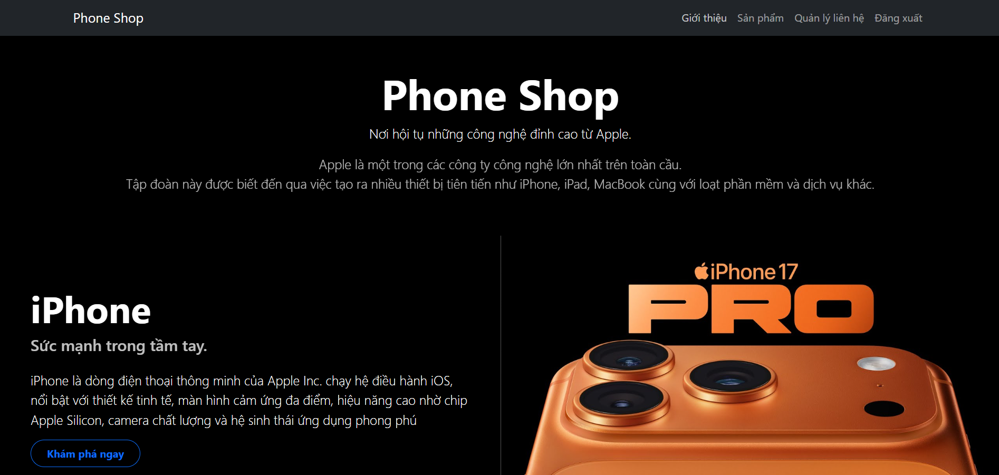 Phone Shop
Giới thiệu Sản phẩm Quản lý liên hệ Đăng xuất
Phone Shop
Nơi hội tụ những công nghệ đỉnh cao từ Apple.
Apple là một trong các công ty công nghệ lớn nhất trên toàn cầu.
Tập đoàn này được biết đến qua việc tạo ra nhiều thiết bị tiên tiến như iPhone, iPad, MacBook cùng với loạt phần mềm và dịch vụ khác.
iPhone
Sức mạnh trong tầm tay.
iPhone là dòng điện thoại thông minh của Apple Inc. chạy hệ điều hành iOS,
nổi bật với thiết kế tinh tế, màn hình cảm ứng đa điểm, hiệu năng cao nhờ chip
Apple Silicon, camera chất lượng và hệ sinh thái ứng dụng phong phú
Khám phá ngay
iPhone 17
PRO